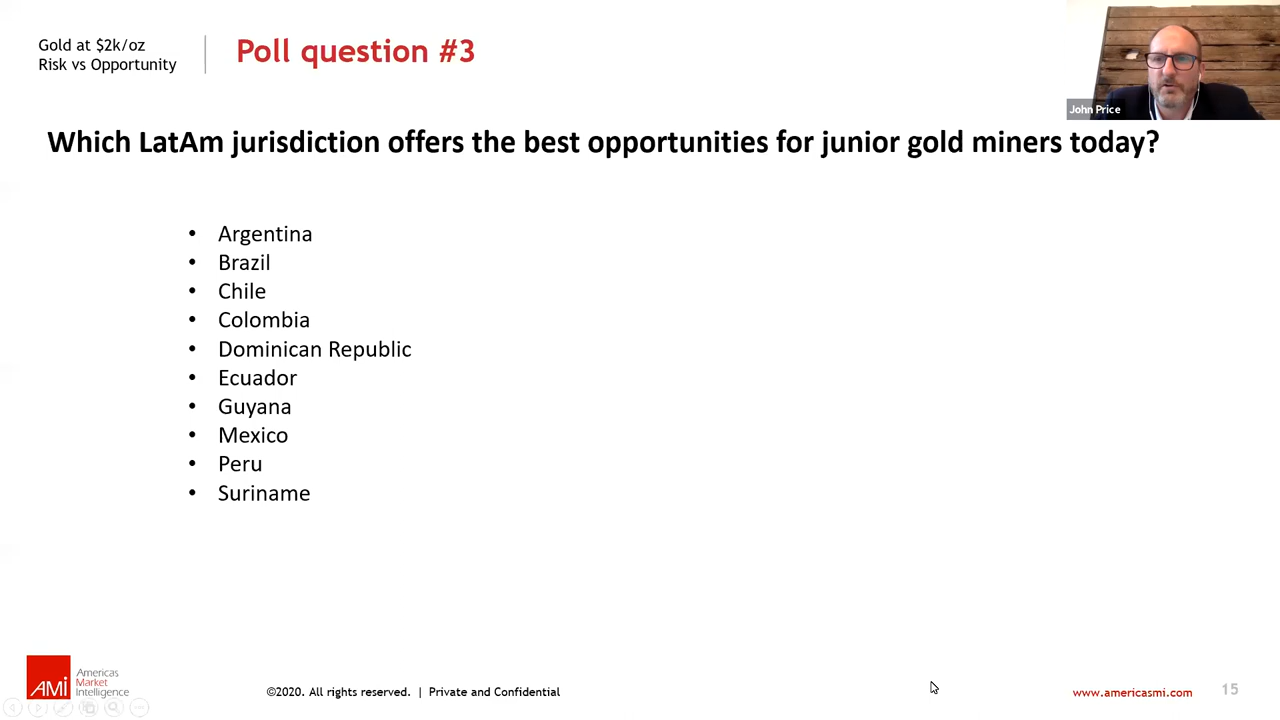 Gold at $2k/oz
Risk vs Opportunity
Poll question #3
John Price
Which LatAm jurisdiction offers the best opportunities for junior gold miners today?
• Argentina
• Brazil
• Chile
• Colombia
• Dominican Republic
• Ecuador
• Guyana
• Mexico
• Peru
• Suriname
AMI
Americas
Market
Intelligence
©2020. All rights reserved. | Private and Confidential
www.americasmi.com
15